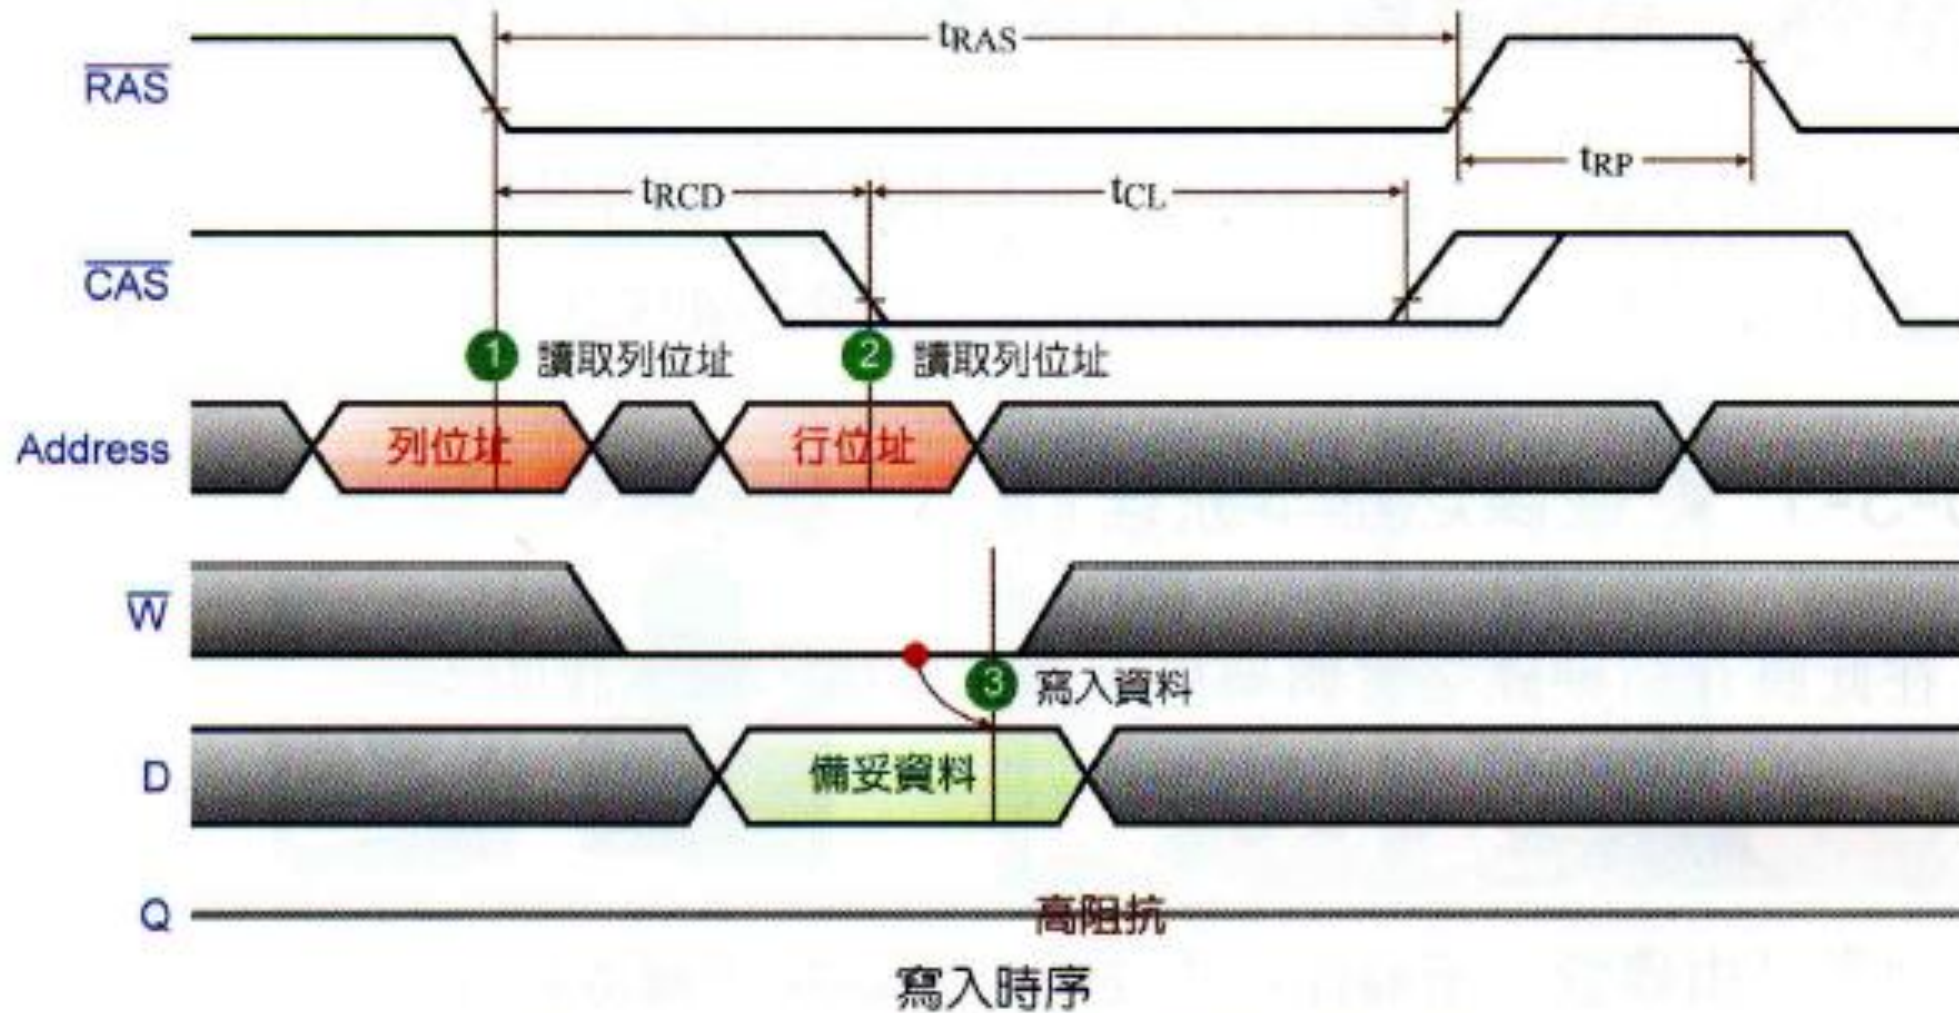 tRAS
RAS
tRP
tRCD
tCL
CAS
1 讀取列位址
2 讀取列位址
Address
列位址
行位址
W
3 寫入資料
D
備妥資料
Q
高阻抗
寫入時序